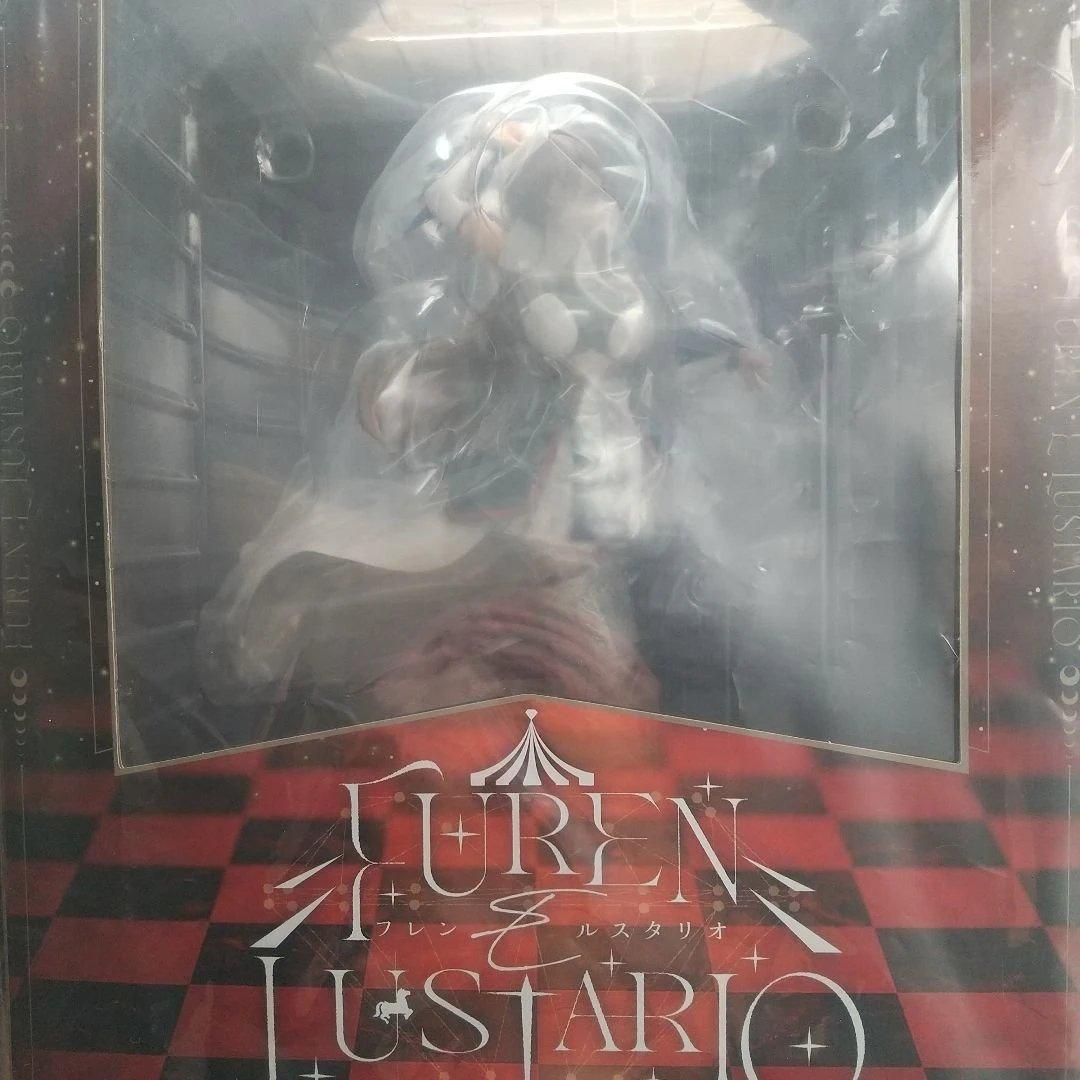 FUREN
フレン E ルスタリオ
LUSTARIO
FUREN E LUSTARIO
FUREN E LUSTARIO